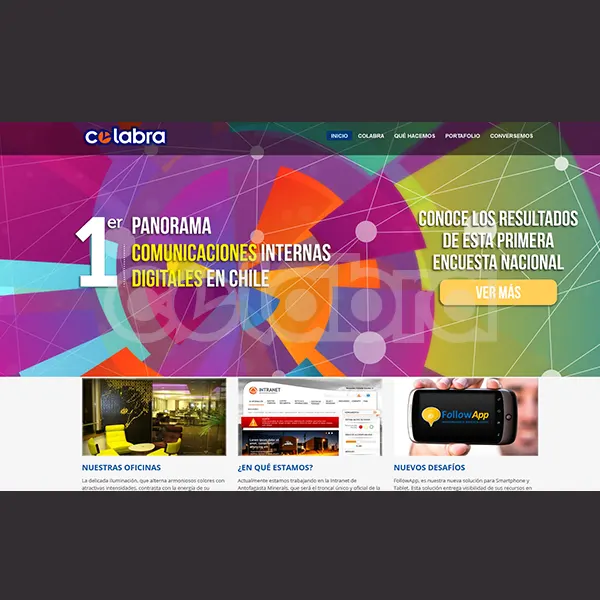 colabra
INICIO COLABRA QUÉ HACEMOS PORTAFOLIO CONVERSEMOS
1er PANORAMA
COMUNICACIONES INTERNAS
DIGITALES EN CHILE
CONOCE LOS RESULTADOS
DE ESTA PRIMERA
ENCUESTA NACIONAL
VER MÁS
colabra
INTRANET
FollowApp
NUESTRAS OFICINAS
La delicada iluminación, que alterna armoniosos colores con
atractivas intensidades, contrasta con la energía de su
¿EN QUÉ ESTAMOS?
Actualmente estamos trabajando en la Intranet de
Antofagasta Minerals, que será el troncal único y oficial de la
NUEVOS DESAFÍOS
FollowApp, es nuestra nueva solución para Smartphone y
Tablet. Esta solución entrega visibilidad de sus recursos en